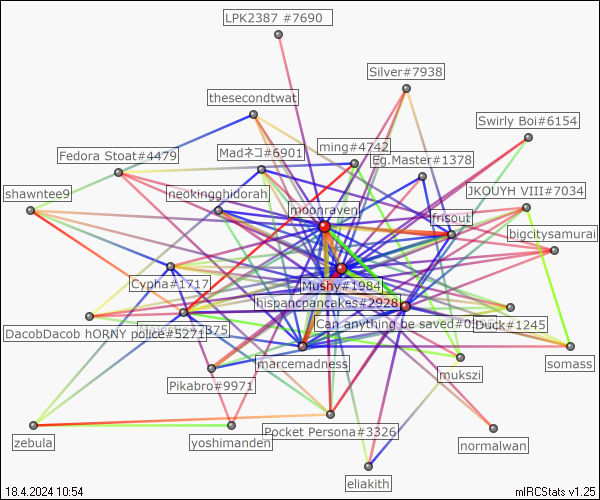 LPK2387 #7690
Silver#7938
thesecondtwat
Swirly Boi#6154
ming#4742
Madネコ#6901
Fedora Stoat#4479
Eg.Master#1378
shawntee9
neokingghidorah
JKOUYH VIII#7034
moonraven
frisout
bigcitysamurai
Cypha#1717
Mushy#1984
hispancpancakes#2928
Can anything be saved#0
Duck#1245
DacobDacob hORNY police#5271
875
marcemadness
somass
mukszi
Pikabro#9971
Pocket Persona#3326
zebula
yoshimanden
normalwan
eliakith
18.4.2024 10:54
mIRCStats v1.25